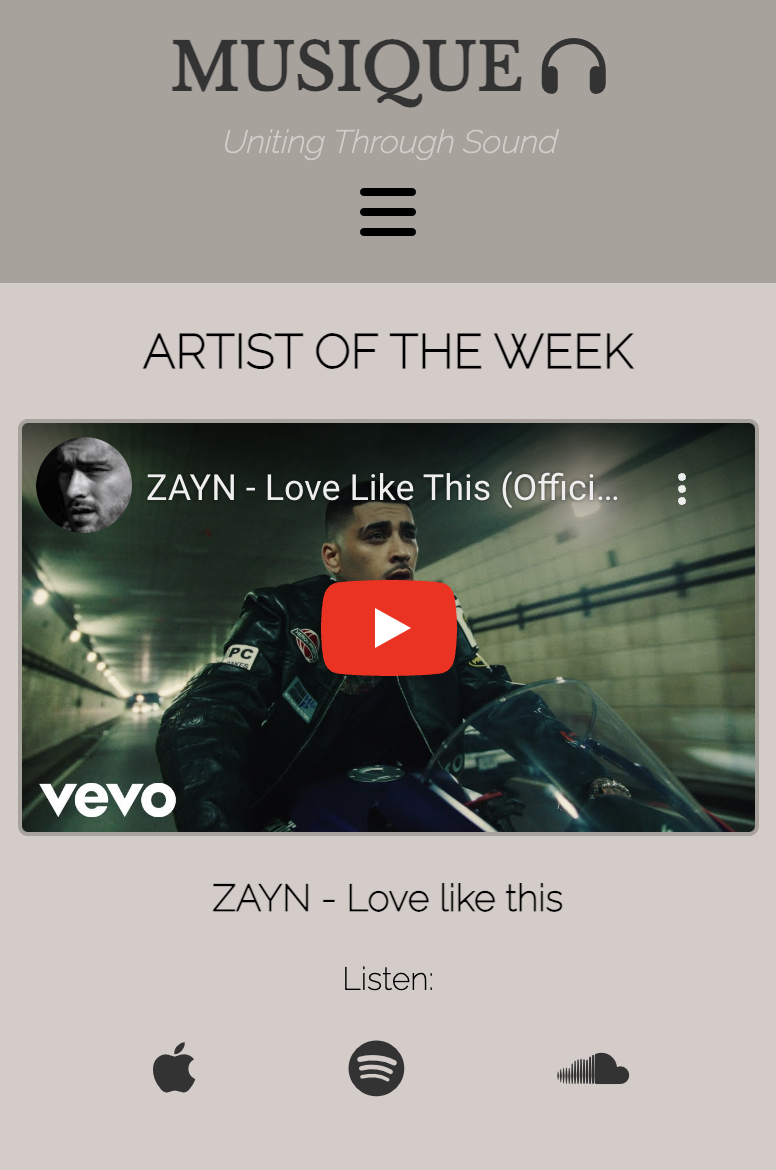 MUSIQUE
Uniting Through Sound
ARTIST OF THE WEEK
ZAYN - Love Like This (Offici...
PC
vevo
ZAYN - Love like this
Listen: